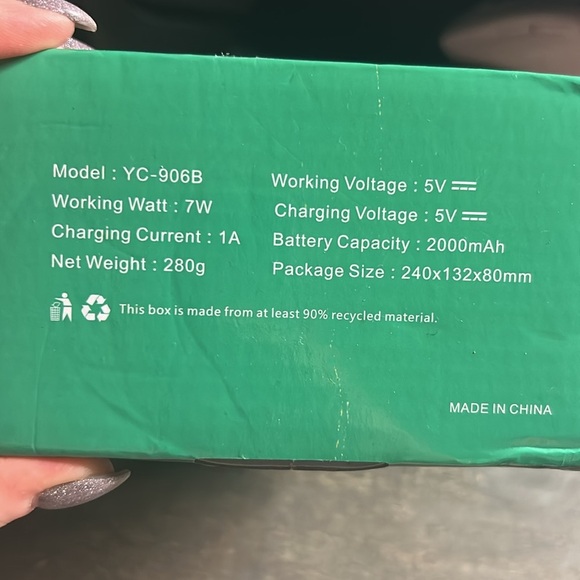 Model : YC-906B
Working Watt : 7W
Charging Current : 1A
Net Weight : 280g
Working Voltage : 5V ⎓
Charging Voltage : 5V ⎓
Battery Capacity : 2000mAh
Package Size : 240x132x80mm
This box is made from at least 90% recycled material.
MADE IN CHINA